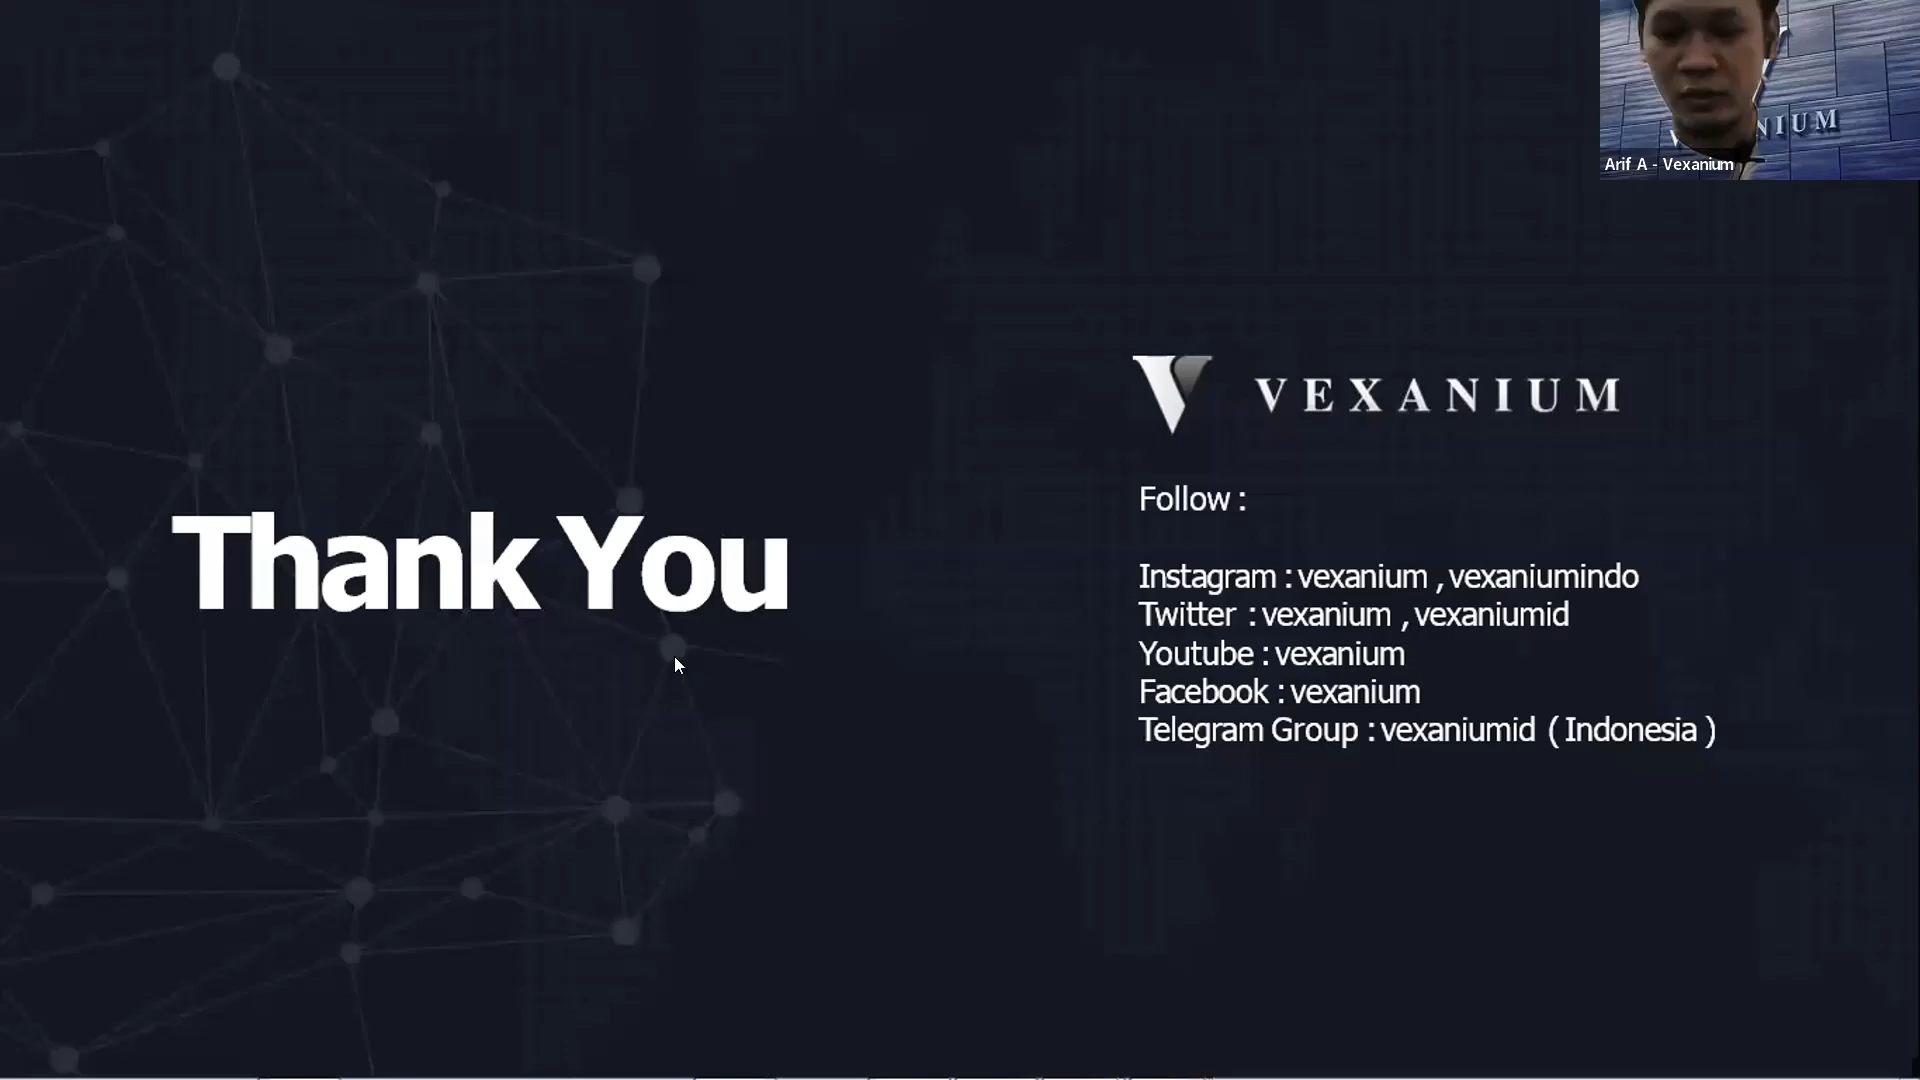 NIUM
Arif A - Vexanium
VEXANIUM
Follow :
Thank You
Instagram : vexanium , vexaniumindo
Twitter : vexanium , vexaniumid
Youtube : vexanium
Facebook : vexanium
Telegram Group : vexaniumid ( Indonesia )